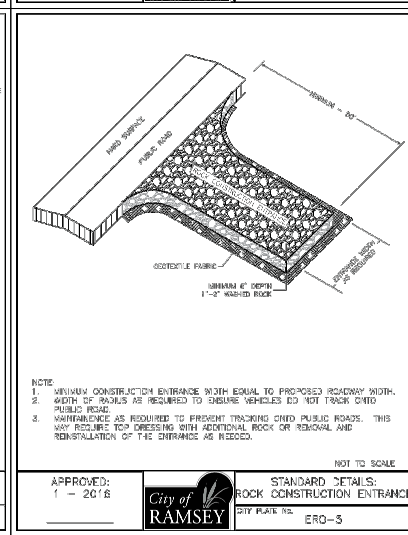 HARD SURFACE
PUBLIC ROAD
ROCK CONSTRUCTION ENTRANCE
GEOTEXTILE FABRIC
MINIMUM 6" DEPTH
1"-2" WASHED ROCK
ENTRANCE WIDTH
AS REQUIRED
NOTE:
1. MINIMUM CONSTRUCTION ENTRANCE WIDTH EQUAL TO PROPOSED ROADWAY WIDTH.
2. WIDTH OF RADIUS AS REQUIRED TO ENSURE VEHICLES DO NOT TRACK ONTO
PUBLIC ROAD.
3. MAINTAINENCE AS REQUIRED TO PREVENT TRACKING ONTO PUBLIC ROADS. THIS
MAY REQUIRE TOP DRESSING WITH ADDITIONAL ROCK OR REMOVAL AND
REINSTALLATION OF THE ENTRANCE AS NEEDED.
NOT TO SCALE
APPROVED:
1 - 2016
City of
RAMSEY
STANDARD DETAILS:
ROCK CONSTRUCTION ENTRANCE
CITY PLATE No.
ERO-3